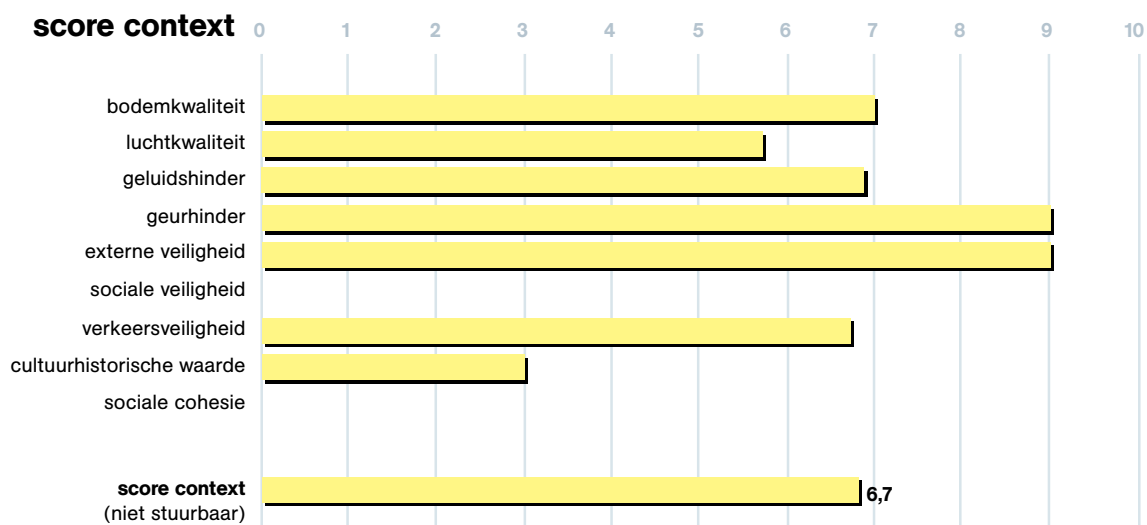 score context 0 1 2 3 4 5 6 7 8 9 10
bodemkwaliteit
luchtkwaliteit
geluidshinder
geurhinder
externe veiligheid
sociale veiligheid
verkeersveiligheid
cultuurhistorische waarde
sociale cohesie
score context 6,7
(niet stuurbaar)